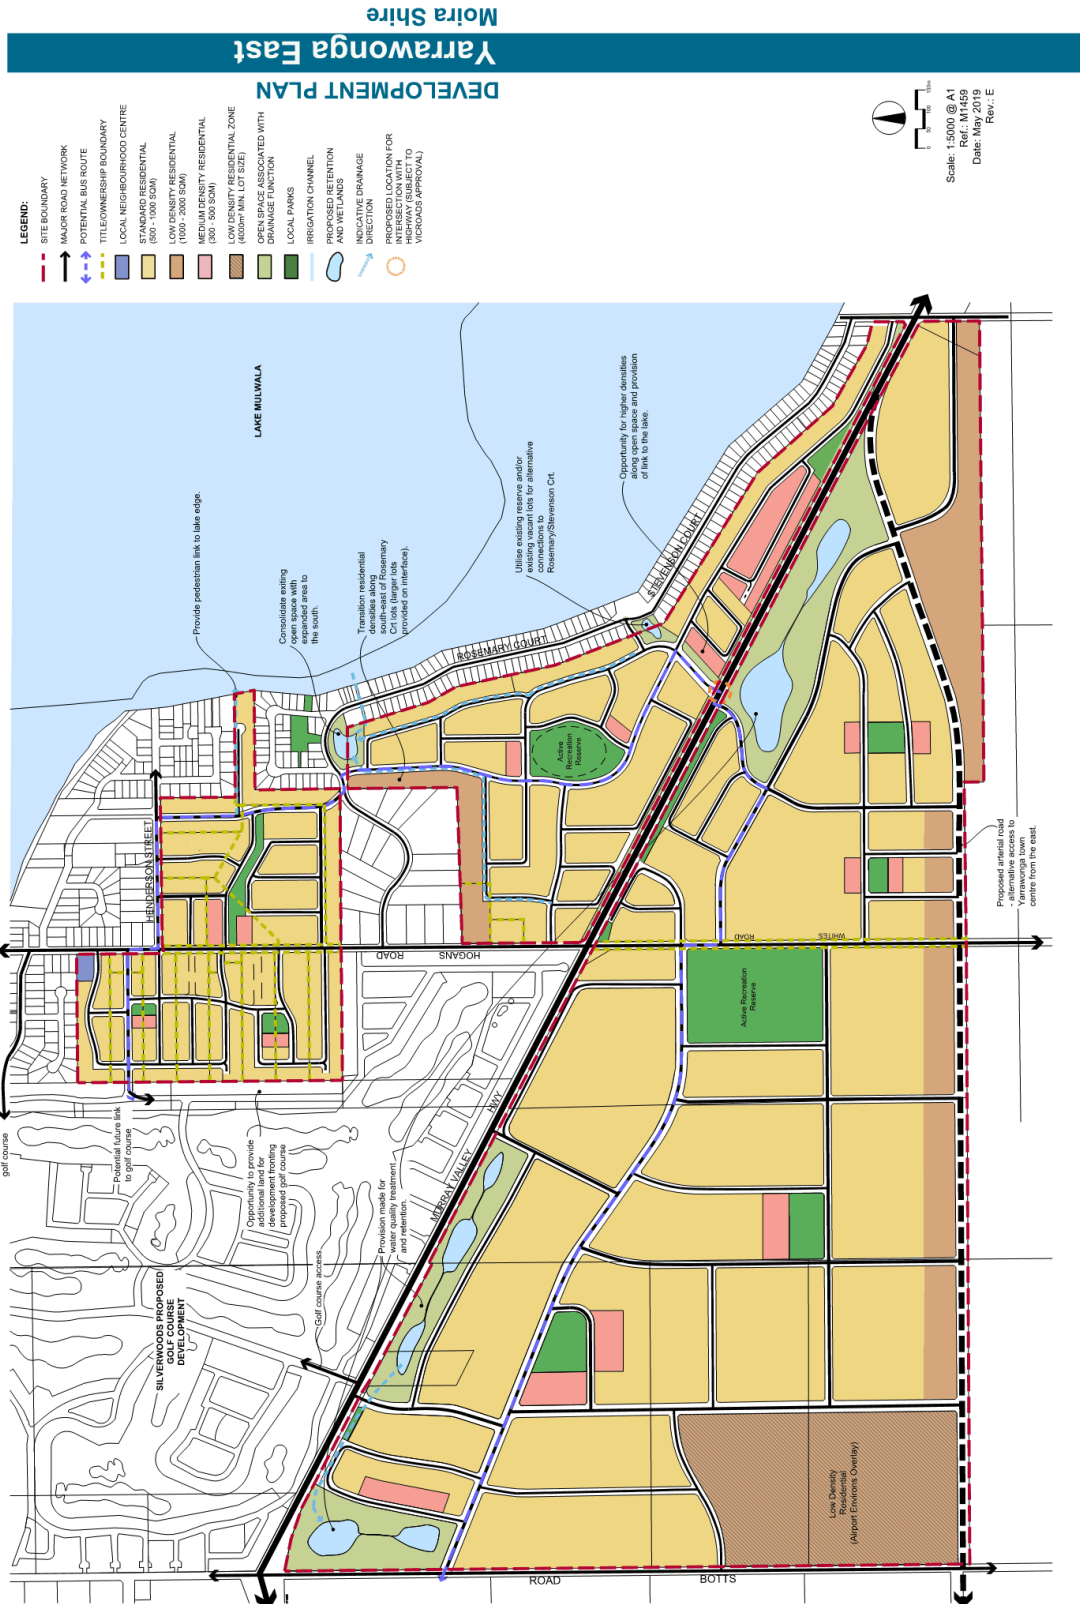 Moira Shire
Yarrawonga East
DEVELOPMENT PLAN
LEGEND:
SITE BOUNDARY
MAJOR ROAD NETWORK
POTENTIAL BUS ROUTE
TITLE/OWNERSHIP BOUNDARY
LOCAL NEIGHBOURHOOD CENTRE
STANDARD RESIDENTIAL
(500 - 1000 SQM)
LOW DENSITY RESIDENTIAL
(1000 - 2000 SQM)
MEDIUM DENSITY RESIDENTIAL
(300 - 500 SQM)
LOW DENSITY RESIDENTIAL ZONE
(4000m² MIN. LOT SIZE)
OPEN SPACE ASSOCIATED WITH
DRAINAGE FUNCTION
LOCAL PARKS
IRRIGATION CHANNEL
PROPOSED RETENTION
AND WETLANDS
INDICATIVE DRAINAGE
DIRECTION
PROPOSED LOCATION FOR
INTERSECTION WITH
HIGHWAY (SUBJECT TO
VICROADS APPROVAL)
0 50 100 150m
Scale: 1:5000 @ A1
Ref.: M1459
Date: May 2019
Rev.: E
LAKE MULWALA
Provide pedestrian link to lake edge.
Consolidate exiting
open space with
expanded area to
the south.
Transition residential
densities along
south-east of Rosemary
Crt lots (larger lots
provided on interface).
Utilise existing reserve and/or
existing vacant lots for alternative
connections to
Rosemary/Stevenson Crt.
Opportunity for higher densities
along open space and provision
of link to the lake.
STEVENSON COURT
ROSEMARY COURT
HENDERSON STREET
Active
Recreation
Reserve
HOGANS
ROAD
WHITES
ROAD
Active Recreation
Reserve
Proposed arterial road
- alternative access to
Yarrawonga town
centre from the east.
golf course
Potential future link
to golf course
Opportunity to provide
additional land for
development fronting
proposed golf course
Provision made for
water quality treatment
and retention.
Golf course access
SILVERWOODS PROPOSED
GOLF COURSE
DEVELOPMENT
MURRAY VALLEY
HWY
Low Density
Residential
(Airport Environs Overlay)
BOTTS
ROAD